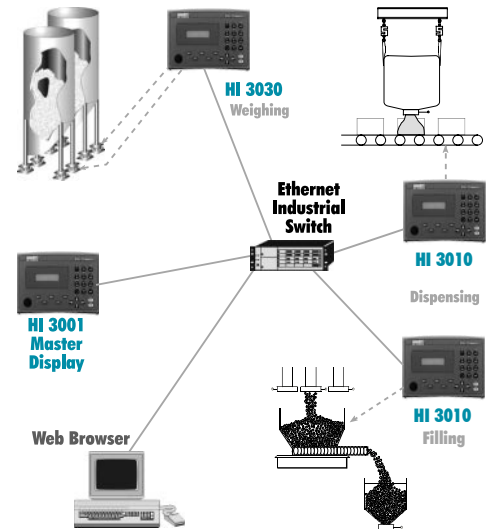 HI 3030
Weighing
Ethernet
Industrial
Switch
HI 3010
Dispensing
HI 3001
Master
Display
HI 3010
Filling
Web Browser